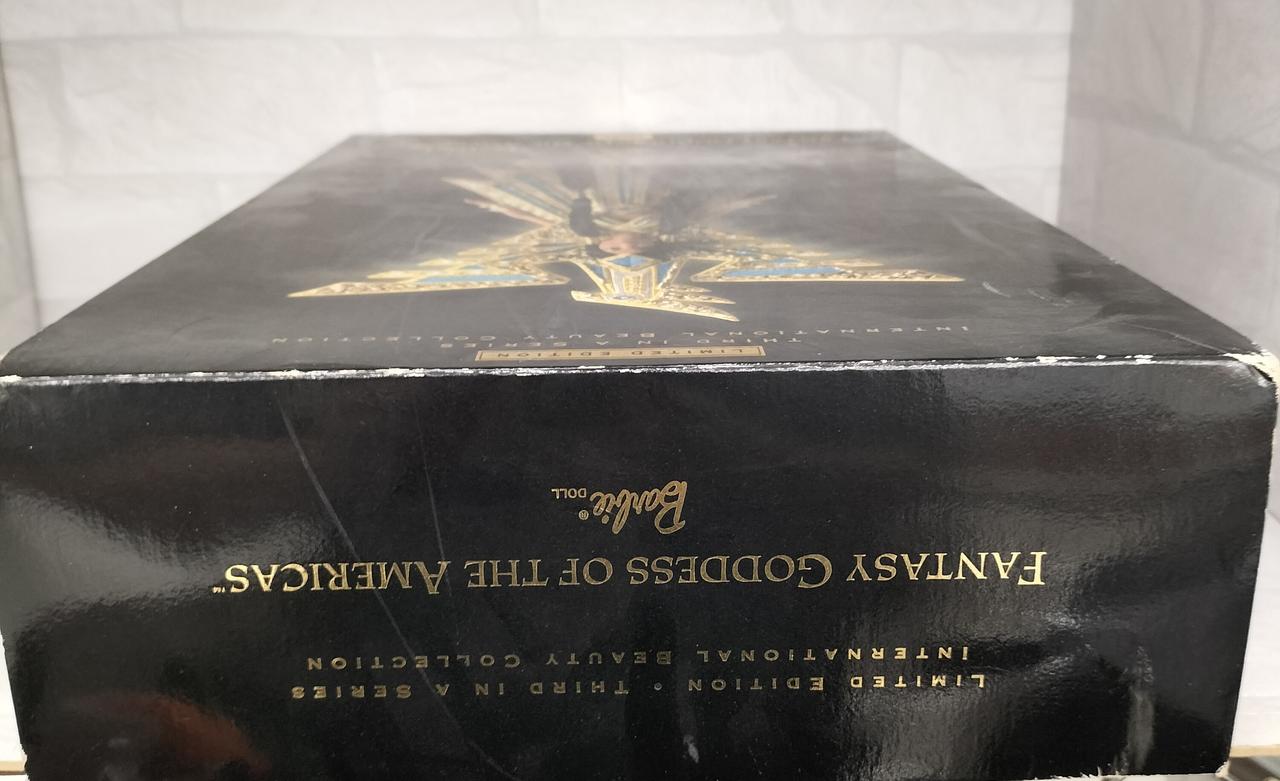 LIMITED EDITION • THIRD IN A SERIES
INTERNATIONAL BEAUTY COLLECTION
FANTASY GODDESS OF THE AMERICAS™
Barbie® DOLL
LIMITED EDITION
THIRD IN A SERIES
INTERNATIONAL BEAUTY COLLECTION